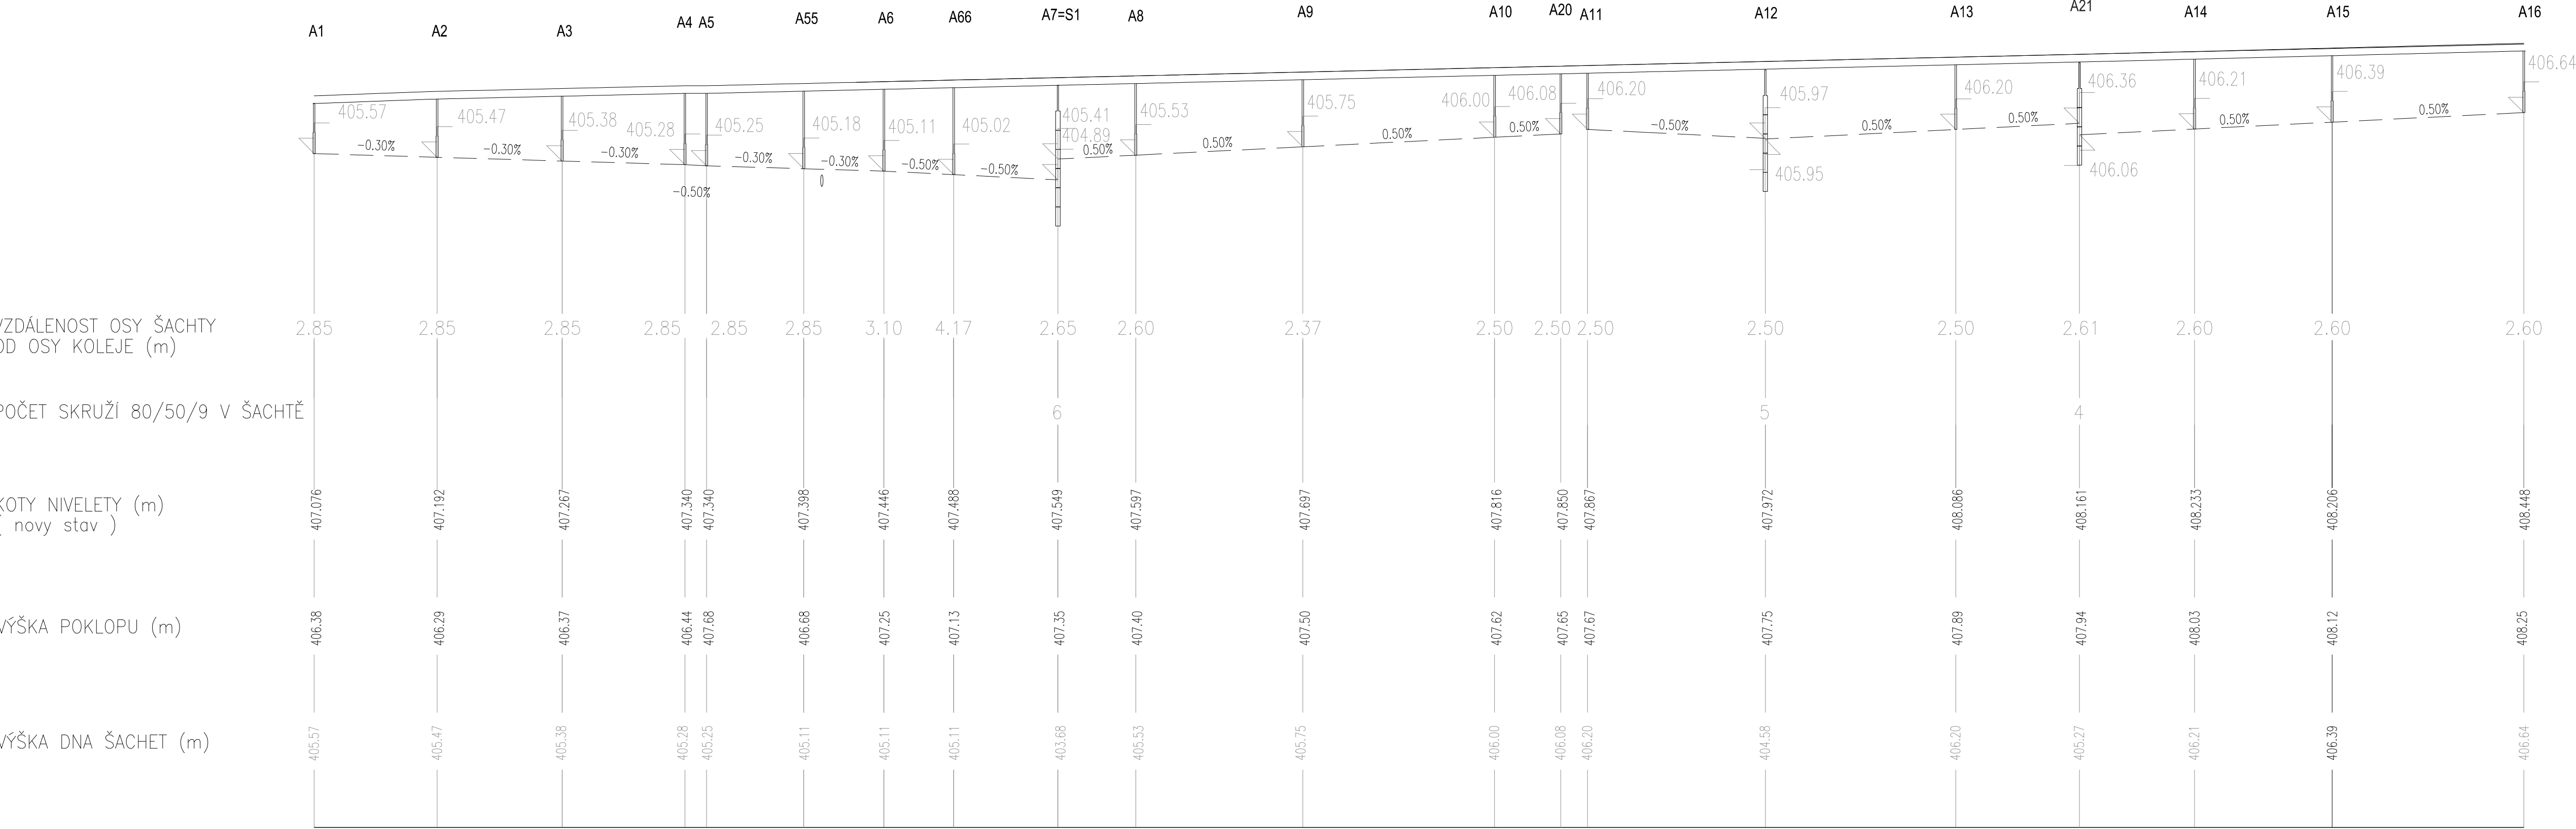 A1 A2 A3 A4 A5 A55 A6 A66 A7=S1 A8 A9 A10 A20 A11 A12 A13 A21 A14 A15 A16
405.57 405.47 405.38 405.28 405.25 405.18 405.11 405.02 405.41 405.53 405.75 406.00 406.08 406.20 405.97 406.20 406.36 406.21 406.39 406.64
404.89
-0.30% -0.30% -0.30% -0.30% -0.30% -0.50% -0.50% 0.50% 0.50% 0.50% 0.50% -0.50% 0.50% 0.50% 0.50% 0.50%
405.95 406.06
-0.50% 0
VZDÁLENOST OSY ŠACHTY
OD OSY KOLEJE (m)
2.85 2.85 2.85 2.85 2.85 2.85 3.10 4.17 2.65 2.60 2.37 2.50 2.50 2.50 2.50 2.50 2.61 2.60 2.60 2.60
POČET SKRUŽÍ 80/50/9 V ŠACHTĚ
6 5 4
KOTY NIVELETY (m)
( novy stav )
407.076 407.192 407.267 407.340 407.340 407.398 407.446 407.488 407.549 407.597 407.697 407.816 407.850 407.867 407.972 408.086 408.161 408.233 408.206 408.448
VÝŠKA POKLOPU (m)
406.38 406.29 406.37 406.44 407.68 406.68 407.25 407.13 407.35 407.40 407.50 407.62 407.65 407.67 407.75 407.89 407.94 408.03 408.12 408.25
VÝŠKA DNA ŠACHET (m)
405.57 405.47 405.38 405.28 405.25 405.11 405.11 405.11 403.68 405.53 405.75 406.00 406.08 406.20 404.58 406.20 405.27 406.21 406.39 406.64